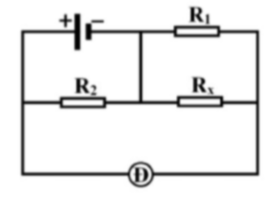 + − R₁
R₂ Rₓ
Đ